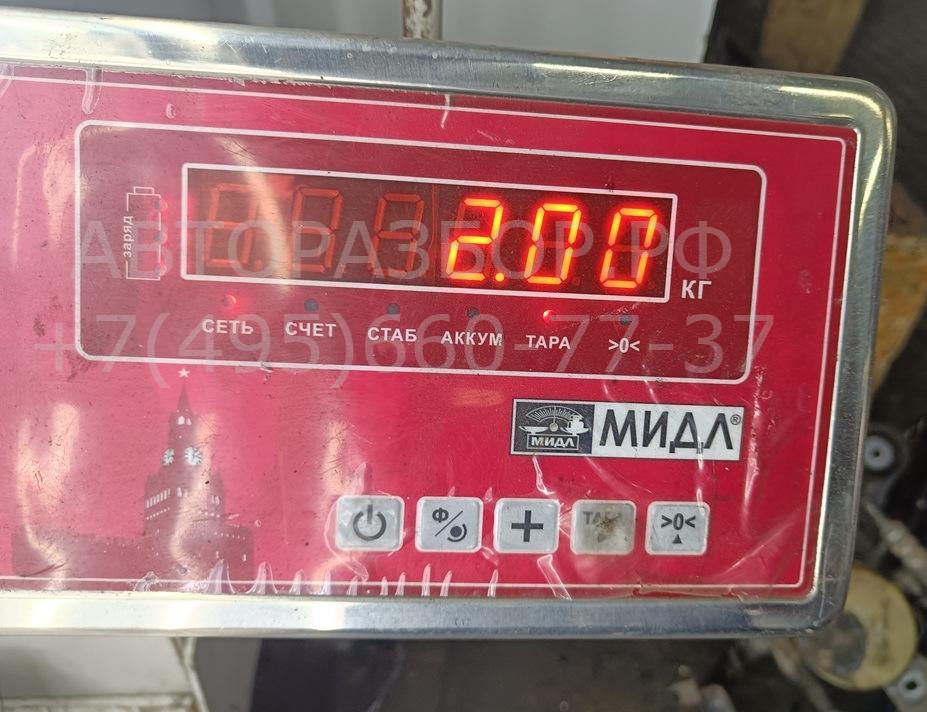 заряд
2.00
КГ
АВТОРАЗБОР.РФ
СЕТЬ СЧЕТ СТАБ АККУМ ТАРА >0<
+7(495)660-77-37
МИДЛ
МИДЛ®
Ф
ТАРА
>0<